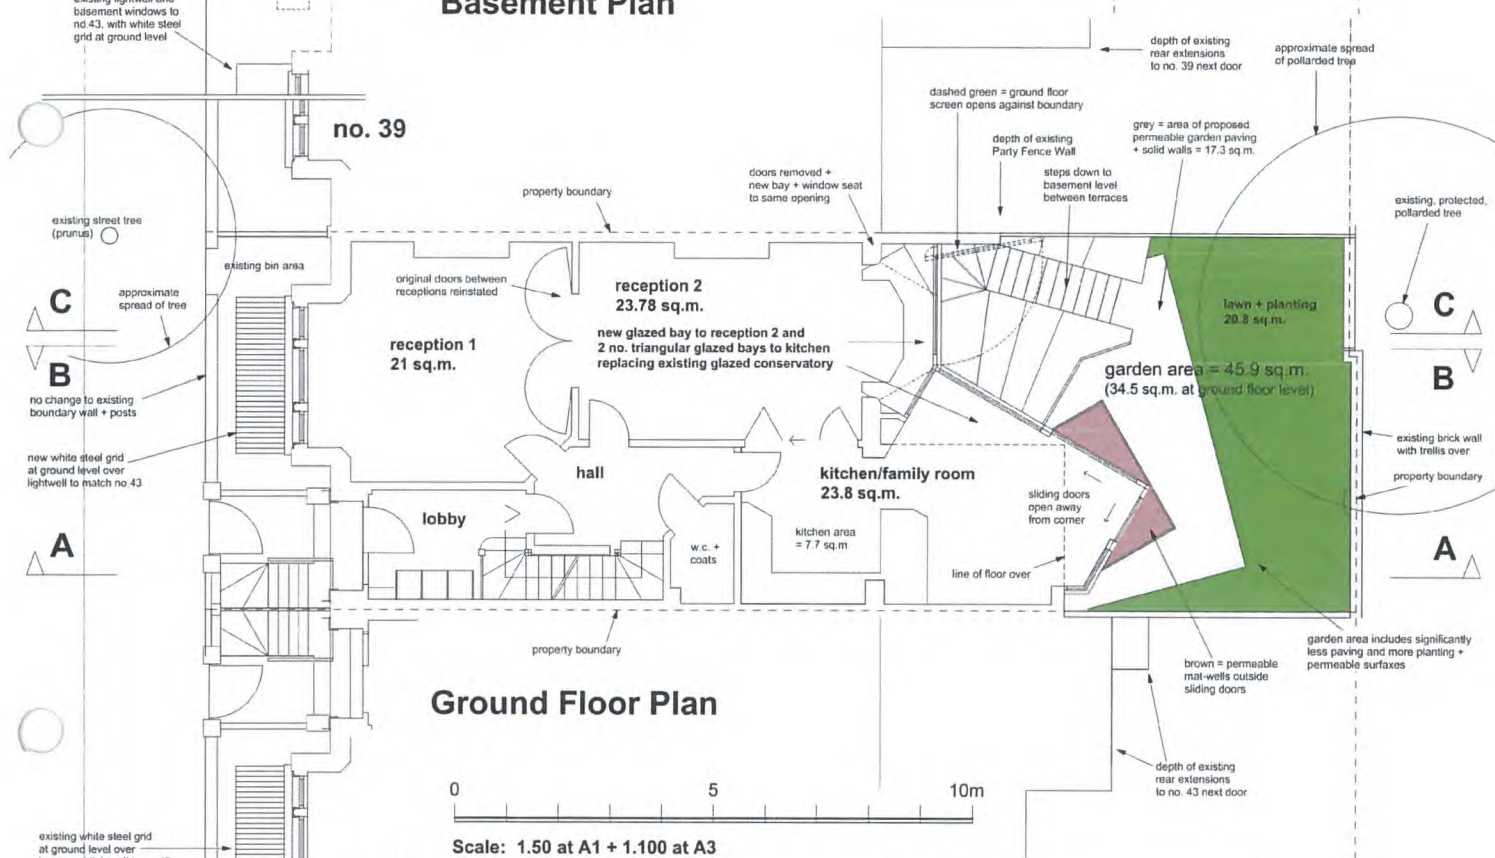 Basement Plan
existing lightwell and
basement windows to
no.43, with white steel
grid at ground level
no. 39
depth of existing
rear extensions
to no. 39 next door
approximate spread
of pollarded tree
dashed green = ground floor
screen opens against boundary
grey = area of proposed
permeable garden paving
+ solid walls = 17.3 sq.m.
depth of existing
Party Fence Wall
doors removed +
new bay + window seat
to same opening
steps down to
basement level
between terraces
property boundary
existing, protected,
pollarded tree
existing street tree
(prunus)
existing bin area
original doors between
receptions reinstated
reception 2
23.78 sq.m.
approximate
spread of tree
C
lawn + planting
20.8 sq.m.
C
new glazed bay to reception 2 and
2 no. triangular glazed bays to kitchen
replacing existing glazed conservatory
reception 1
21 sq.m.
garden area = 45.9 sq.m.
(34.5 sq.m. at ground floor level)
B
B
no change to existing
boundary wall + posts
existing brick wall
with trellis over
new white steel grid
at ground level over
lightwell to match no.43
hall
kitchen/family room
23.8 sq.m.
property boundary
sliding doors
open away
from corner
lobby
kitchen area
= 7.7 sq.m
w.c. +
coats
A
A
line of floor over
property boundary
garden area includes significantly
less paving and more planting +
permeable surfaxes
brown = permeable
mat-wells outside
sliding doors
Ground Floor Plan
depth of existing
rear extensions
to no. 43 next door
0 5 10m
Scale: 1.50 at A1 + 1.100 at A3
existing white steel grid
at ground level over